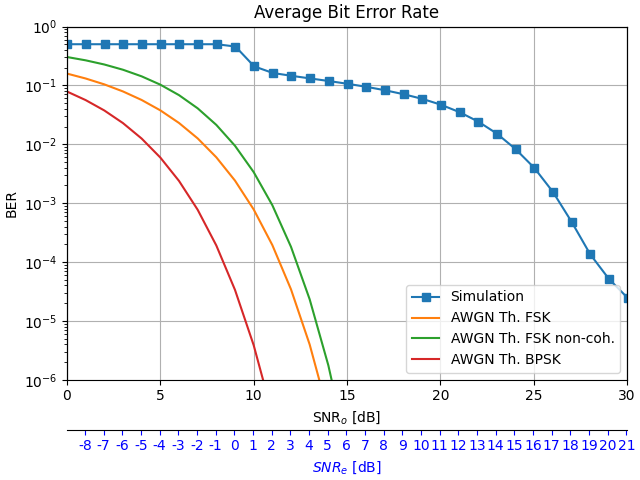 Average Bit Error Rate
10^0
10^-1
10^-2
10^-3
10^-4
10^-5
10^-6
BER
Simulation
AWGN Th. FSK
AWGN Th. FSK non-coh.
AWGN Th. BPSK
0 5 10 15 20 25 30
SNR_o [dB]
-8 -7 -6 -5 -4 -3 -2 -1 0 1 2 3 4 5 6 7 8 9 10 11 12 13 14 15 16 17 18 19 20 21
SNR_e [dB]